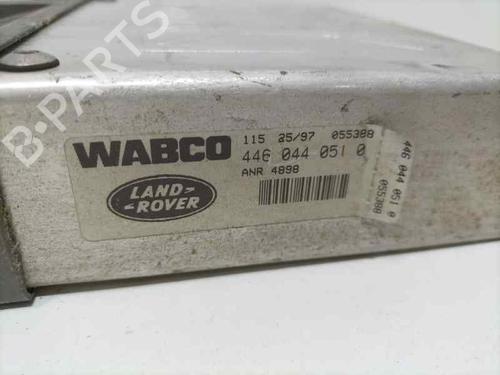 B-PARTS
115 25/97 055388
WABCO
446 044 051 0
ANR 4898
LAND-
ROVER
446 044 051 0
055388